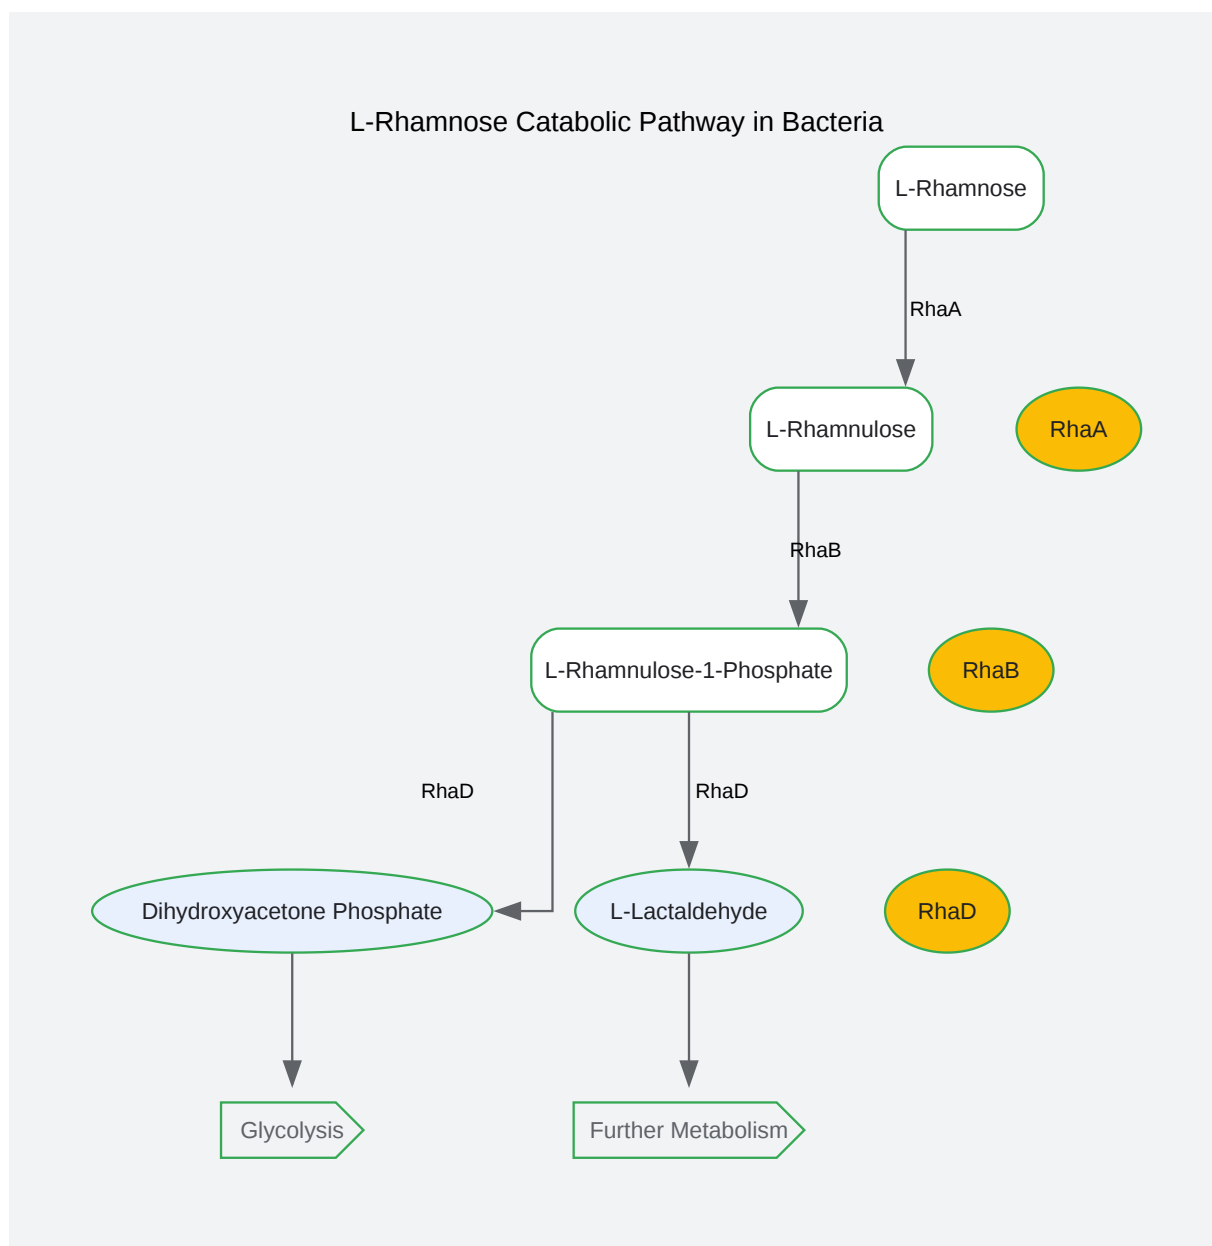 L-Rhamnose Catabolic Pathway in Bacteria
L-Rhamnose
RhaA
L-Rhamnulose
RhaA
RhaB
L-Rhamnulose-1-Phosphate
RhaB
RhaD
RhaD
Dihydroxyacetone Phosphate
L-Lactaldehyde
RhaD
Glycolysis
Further Metabolism